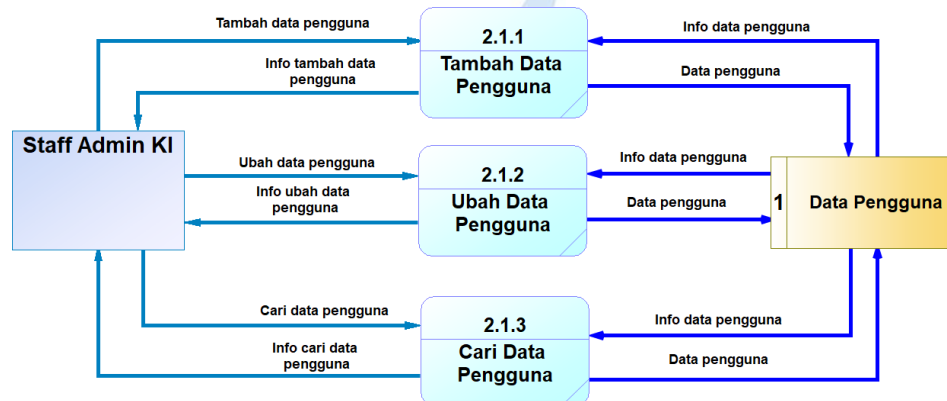 Tambah data pengguna
2.1.1
Tambah Data
Pengguna
Info data pengguna
Info tambah data
pengguna
Data pengguna
Staff Admin KI
Ubah data pengguna
2.1.2
Ubah Data
Pengguna
Info data pengguna
Info ubah data
pengguna
Data pengguna
1
Data Pengguna
Cari data pengguna
2.1.3
Cari Data
Pengguna
Info data pengguna
Info cari data
pengguna
Data pengguna